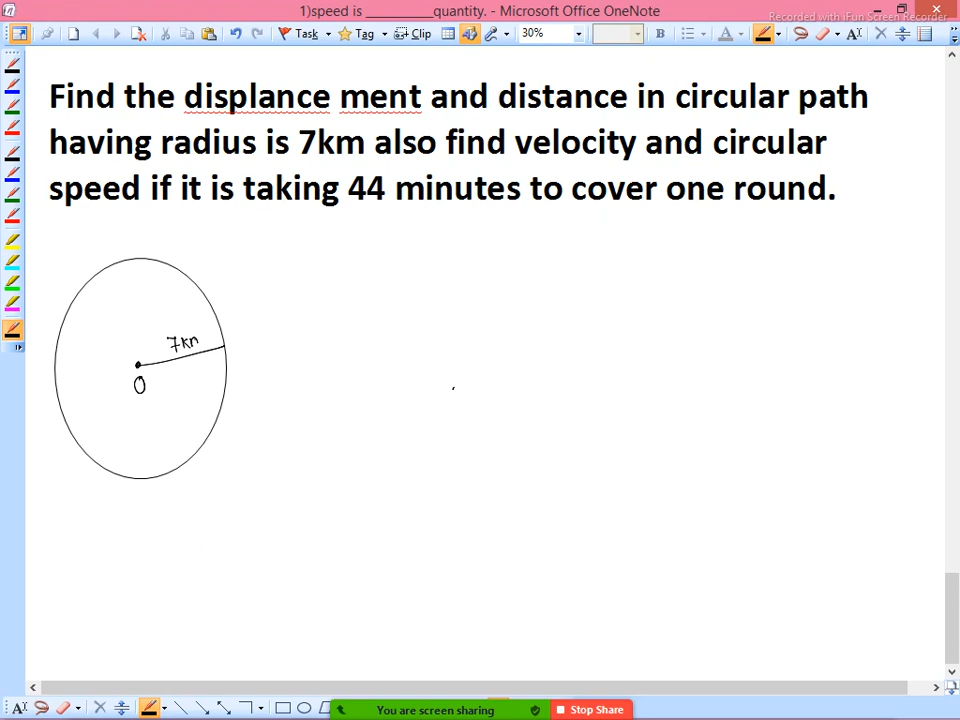 1)speed is __________quantity. - Microsoft Office OneNote
Recorded with iFun Screen Recorder
Task Tag Clip 30% B A A
Find the displance ment and distance in circular path
having radius is 7km also find velocity and circular
speed if it is taking 44 minutes to cover one round.
7km
O
A You are screen sharing Stop Share